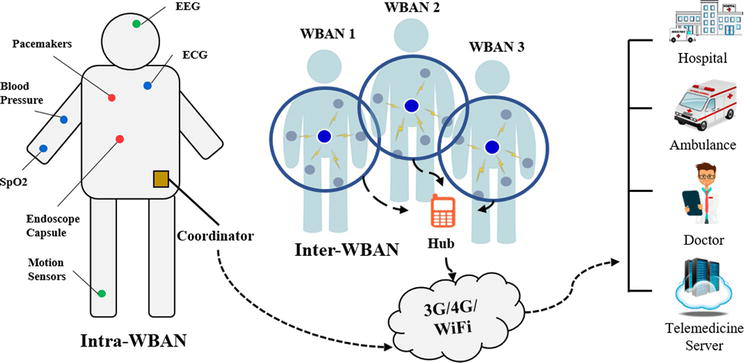 EEG
Pacemakers
ECG
Blood
Pressure
SpO2
Endoscope
Capsule
Coordinator
Motion
Sensors
Intra-WBAN
WBAN 1
WBAN 2
WBAN 3
Inter-WBAN
Hub
3G/4G/
WiFi
HOSPITAL
Hospital
Ambulance
Doctor
Telemedicine
Server